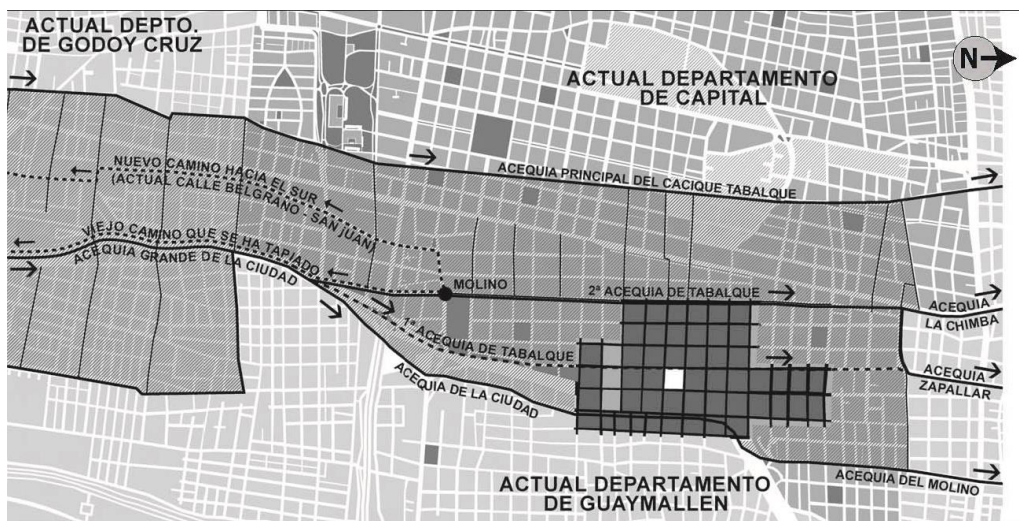 ACTUAL DEPTO.
DE GODOY CRUZ
N
ACTUAL DEPARTAMENTO
DE CAPITAL
NUEVO CAMINO HACIA EL SUR
(ACTUAL CALLE BELGRANO - SAN JUAN)
ACEQUIA PRINCIPAL DEL CACIQUE TABALQUE
VIEJO CAMINO QUE SE HA TAPIADO
ACEQUIA GRANDE DE LA CIUDAD
MOLINO
2ª ACEQUIA DE TABALQUE
ACEQUIA
LA CHIMBA
1ª ACEQUIA DE TABALQUE
ACEQUIA DE LA CIUDAD
ACEQUIA
ZAPALLAR
ACEQUIA DEL MOLINO
ACTUAL DEPARTAMENTO
DE GUAYMALLEN